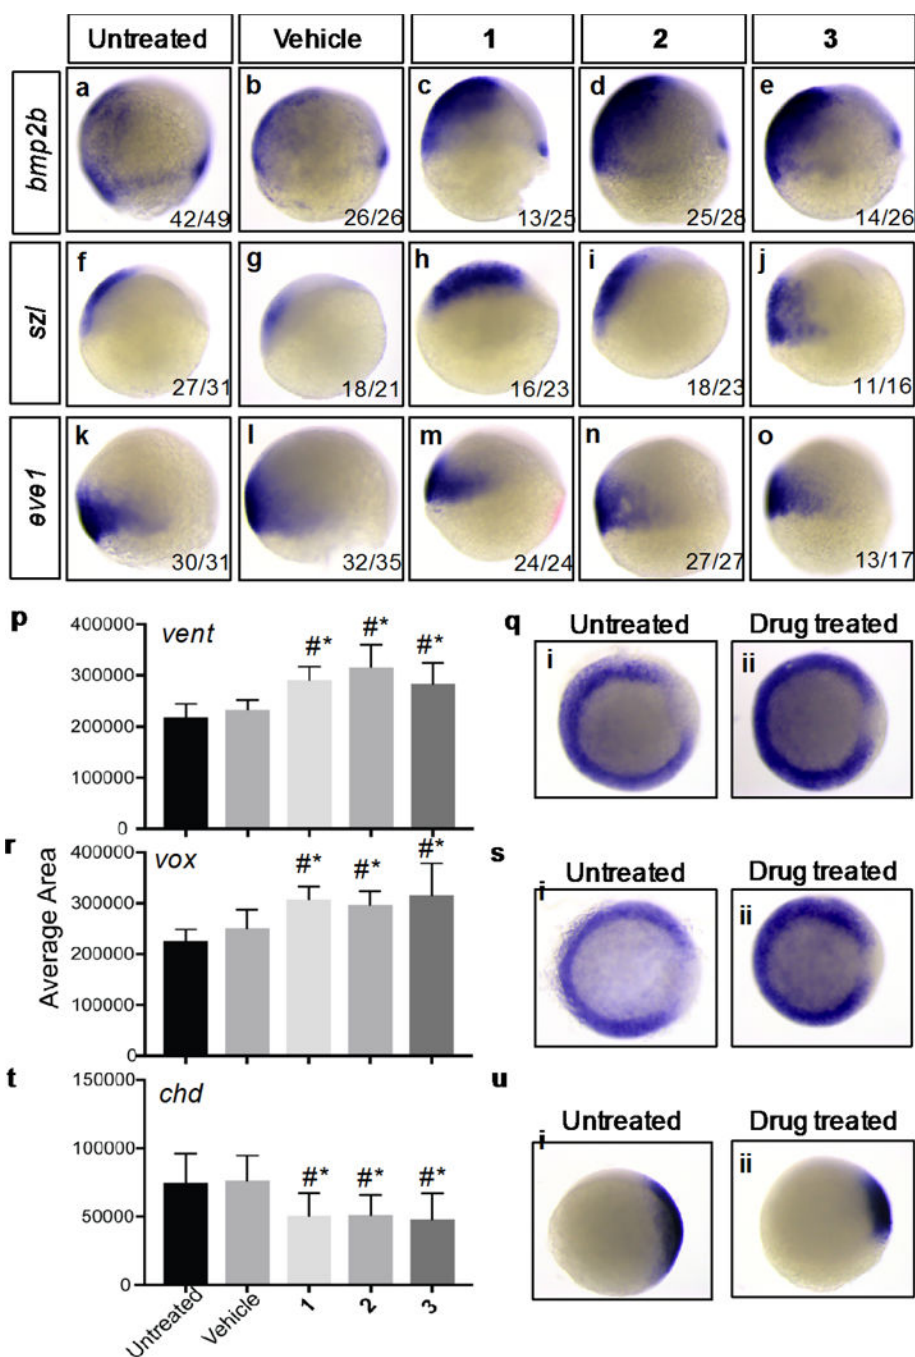 Untreated Vehicle 1 2 3
bmp2b
a b c d e
42/49 26/26 13/25 25/28 14/26
szl
f g h i j
27/31 18/21 16/23 18/23 11/16
eve1
k l m n o
30/31 32/35 24/24 27/27 13/17
p
400000
300000
200000
100000
0
vent
#* #* #*
q
Untreated Drug treated
i ii
r
400000
300000
200000
100000
0
vox
#* #* #*
Average Area
s
Untreated Drug treated
i ii
t
150000
100000
50000
0
chd
#* #* #*
Untreated Vehicle 1 2 3
u
Untreated Drug treated
i ii